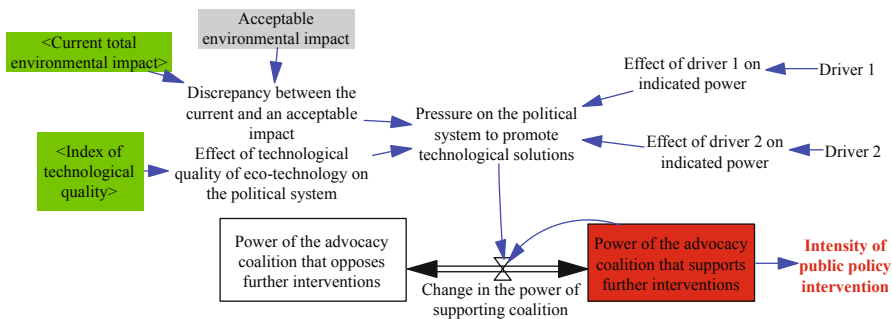 Acceptable
environmental impact
<Current total
environmental impact>
Effect of driver 1 on
indicated power
Driver 1
Discrepancy between the
current and an acceptable
impact
Pressure on the political
system to promote
technological solutions
<Index of
technological
quality>
Effect of technological
quality of eco-technology on
the political system
Effect of driver 2 on
indicated power
Driver 2
Power of the advocacy
coalition that opposes
further interventions
Change in the power of
supporting coalition
Power of the advocacy
coalition that supports
further interventions
Intensity of
public policy
intervention